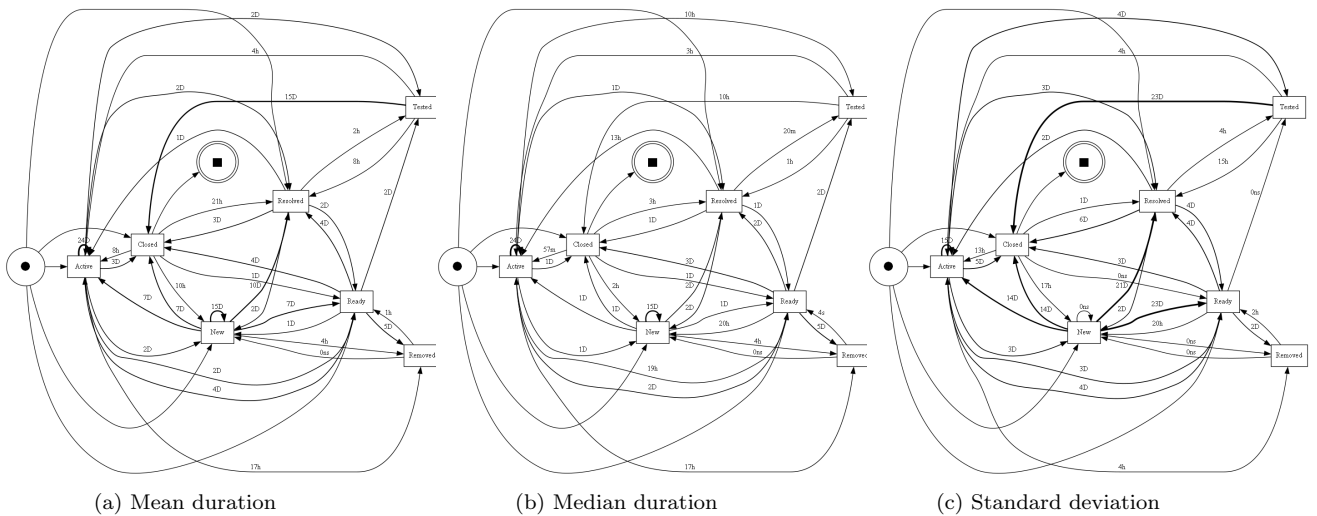 2D
4h
2D
15D
Tested
1D
2h
8h
2D
21h
Resolved
3D
2D
4D
24D
Closed
8h
Active
3D
4D
1D
10h
10D
7D
7D
15D
7D
2D
Ready
1h
New
1D
5D
4h
0ns
Removed
2D
2D
4D
17h
(a) Mean duration
10h
3h
1D
10h
Tested
13h
20m
1h
2D
3h
Resolved
1D
1D
2D
24D
Closed
57m
Active
1D
3D
1D
2h
2D
1D
1D
15D
1D
2D
Ready
4s
New
20h
5D
4h
0ns
Removed
1D
19h
2D
17h
(b) Median duration
4D
4h
3D
23D
Tested
2D
4h
15h
0ns
1D
Resolved
6D
4D
4D
15D
Closed
13h
Active
5D
3D
0ns
17h
21D
14D
14D
0ns
23D
2D
Ready
2h
New
20h
2D
0ns
0ns
Removed
3D
3D
4D
4h
(c) Standard deviation